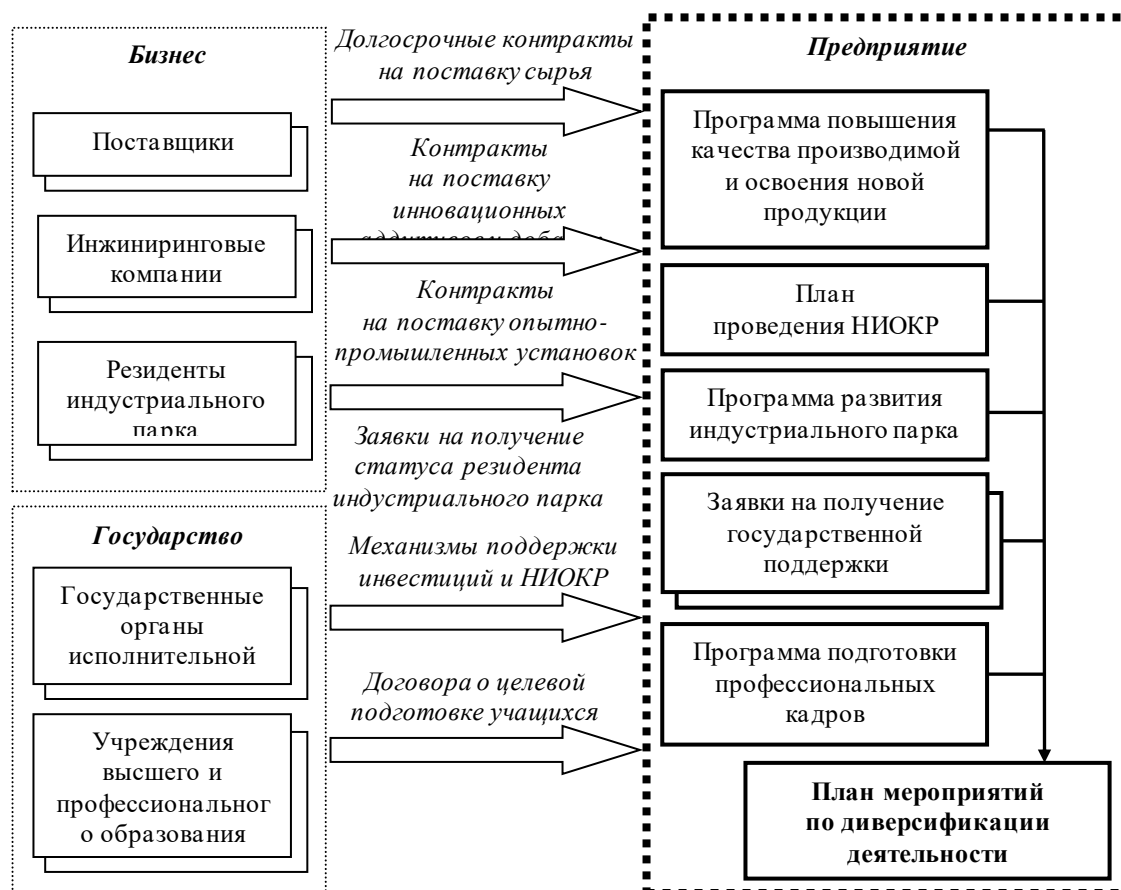 Бизнес
Поставщики
Инжиниринговые
компании
Резиденты
индустриального
парка
Государство
Государственные
органы
исполнительной
Учреждения
высшего и
профессиональног
о образования
Долгосрочные контракты
на поставку сырья
Контракты
на поставку
инновационных
Контракты
на поставку опытно-
промышленных установок
Заявки на получение
статуса резидента
индустриального парка
Механизмы поддержки
инвестиций и НИОКР
Договора о целевой
подготовке учащихся
Предприятие
Программа повышения
качества производимой
и освоения новой
продукции
План
проведения НИОКР
Программа развития
индустриального парка
Заявки на получение
государственной
поддержки
Программа подготовки
профессиональных
кадров
План мероприятий
по диверсификации
деятельности